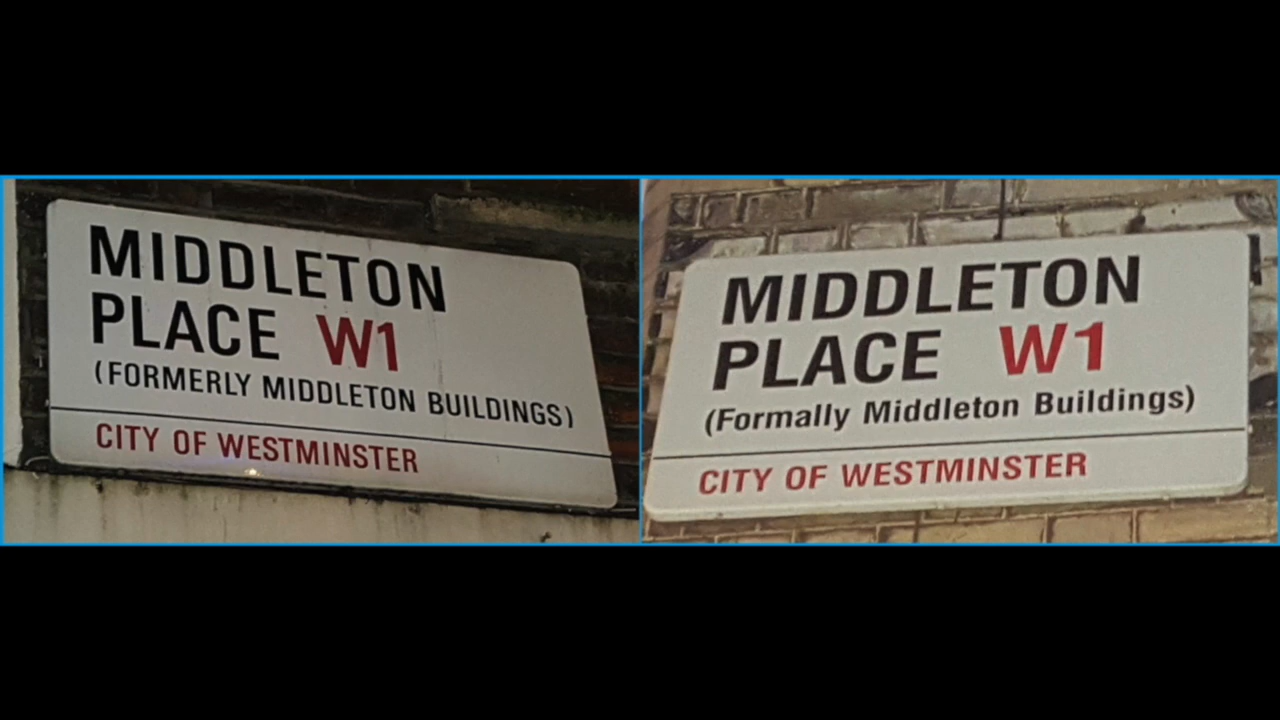 MIDDLETON
PLACE W1
(FORMERLY MIDDLETON BUILDINGS)
CITY OF WESTMINSTER
MIDDLETON
PLACE W1
(Formally Middleton Buildings)
CITY OF WESTMINSTER